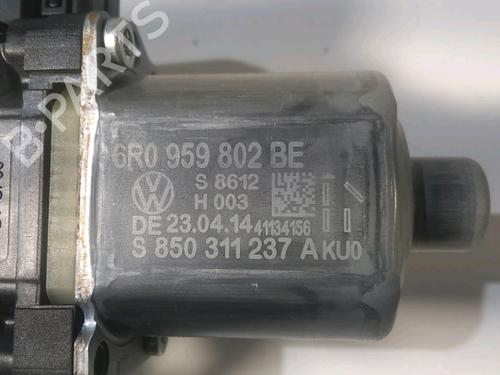 B-PARTS
6R0 959 802 BE
S 8612
H 003
DE 23.04.14 41134156
S 850 311 237 A KU0